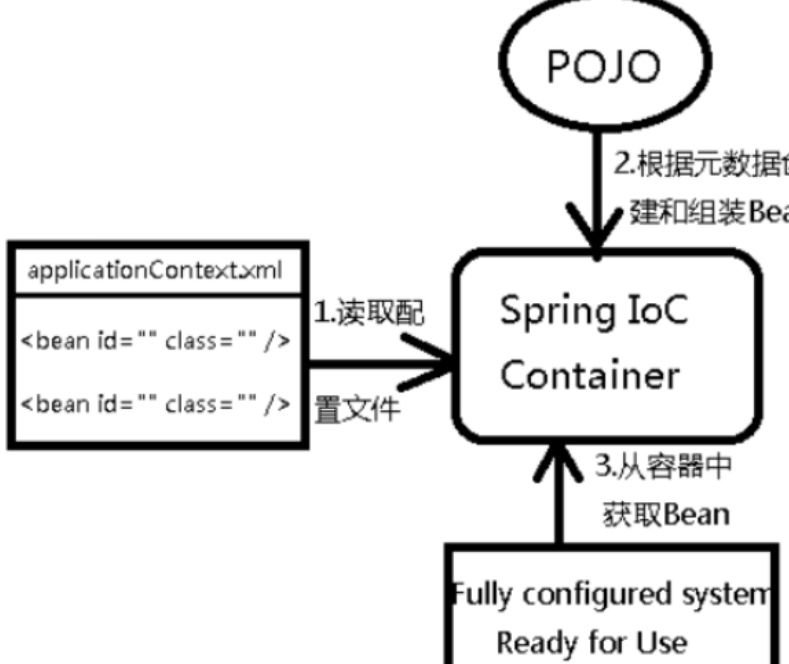 POJO
2.根据元数据
建和组装Bea
applicationContext.xml
<bean id="" class="" />
<bean id="" class="" />
1.读取配
置文件
Spring IoC
Container
3.从容器中
获取Bean
Fully configured system
Ready for Use